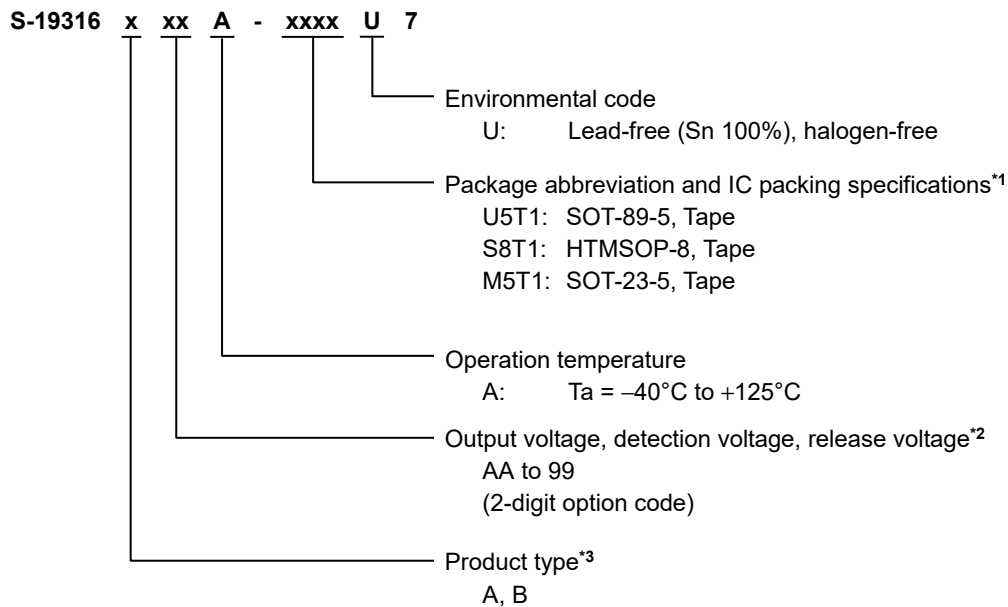 S-19316 x xx A - xxxx U 7
Environmental code
U: Lead-free (Sn 100%), halogen-free
Package abbreviation and IC packing specifications*1
U5T1: SOT-89-5, Tape
S8T1: HTMSOP-8, Tape
M5T1: SOT-23-5, Tape
Operation temperature
A: Ta = −40°C to +125°C
Output voltage, detection voltage, release voltage*2
AA to 99
(2-digit option code)
Product type*3
A, B